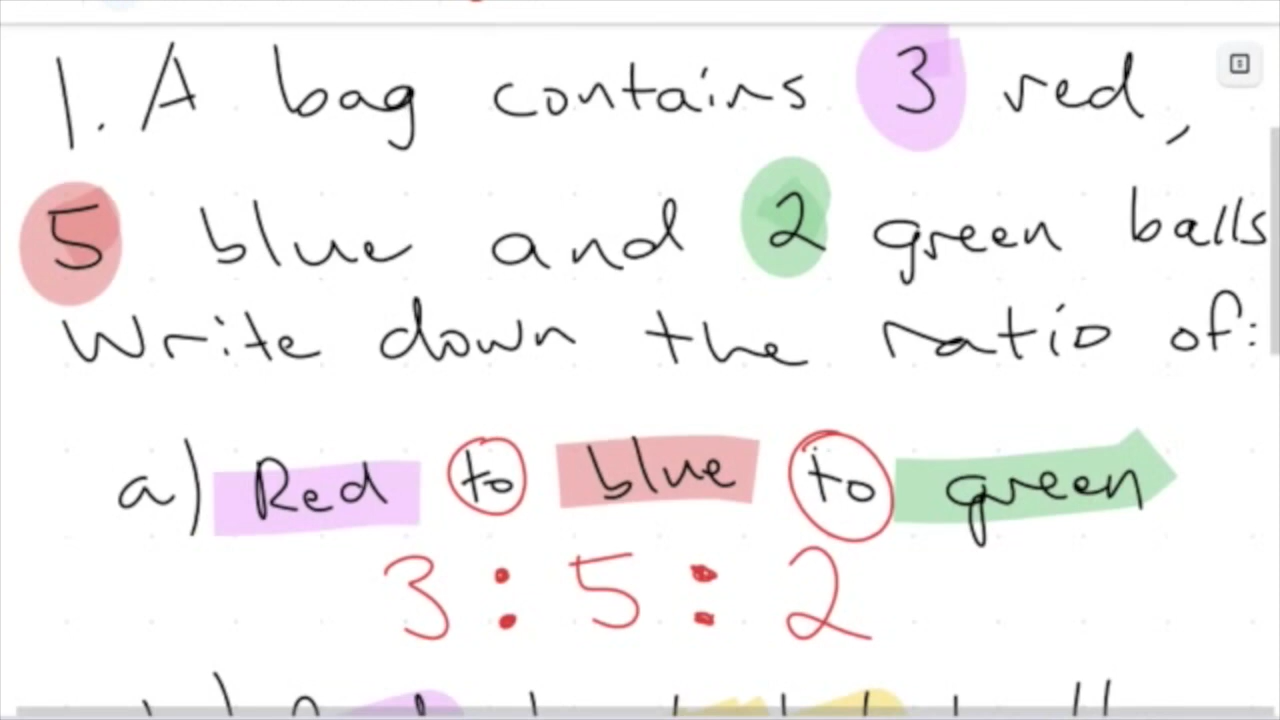 1. A bag contains 3 red,
5 blue and 2 green balls
Write down the ratio of:
a) Red to blue to green
3 : 5 : 2